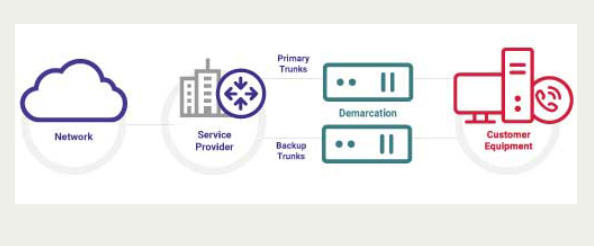 Primary
Trunks
Demarcation
Network
Service
Provider
Customer
Equipment
Backup
Trunks